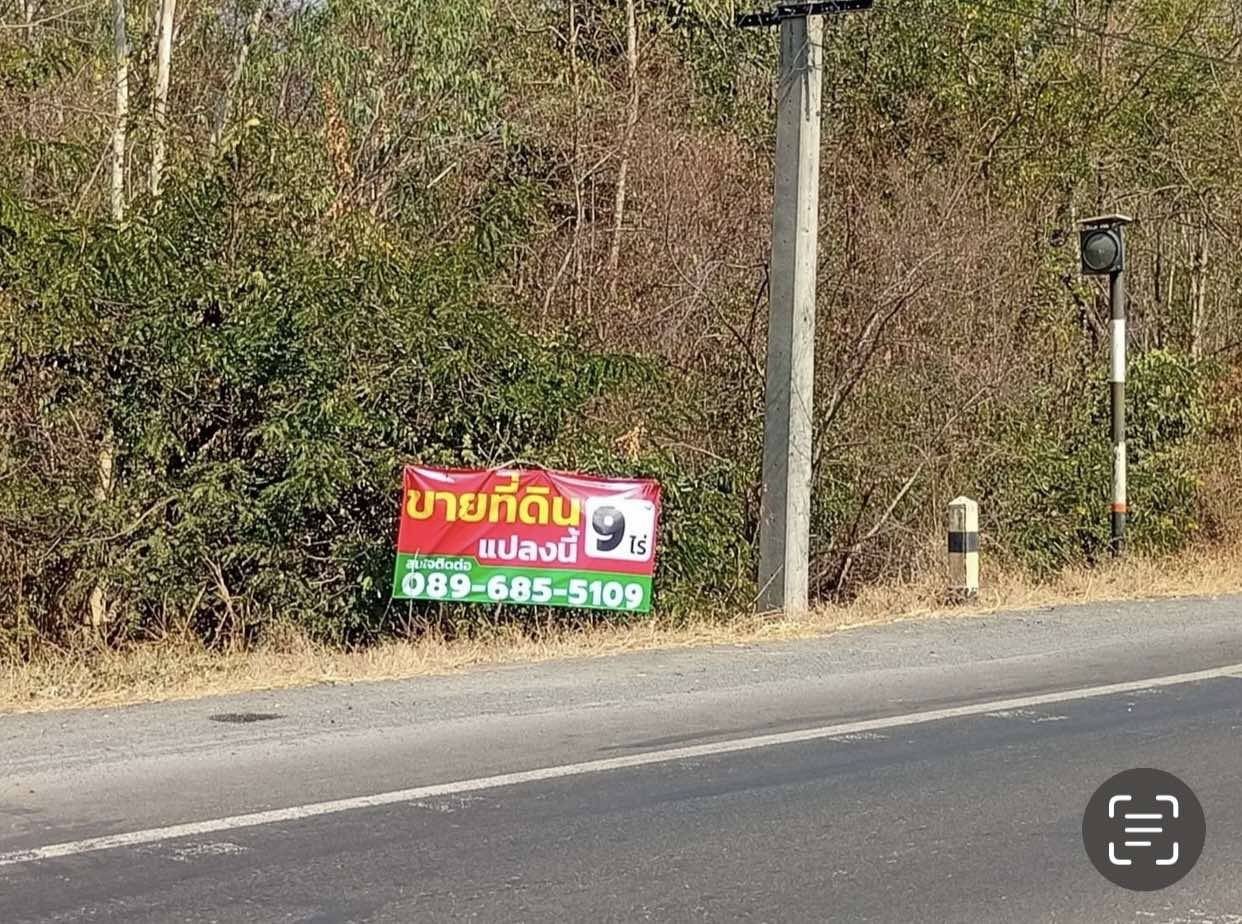 ขายที่ดิน
แปลงนี้
9 ไร่
สนใจติดต่อ
089-685-5109